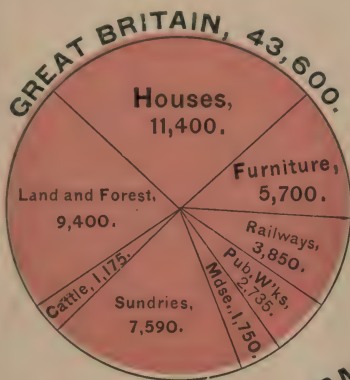 GREAT BRITAIN, 43,600.
Houses,
11,400.
Furniture,
5,700.
Railways,
3,850.
Pub. W'ks,
2,735.
Mdse., 1,750.
Sundries,
7,590.
Cattle, 1,175.
Land and Forest,
9,400.